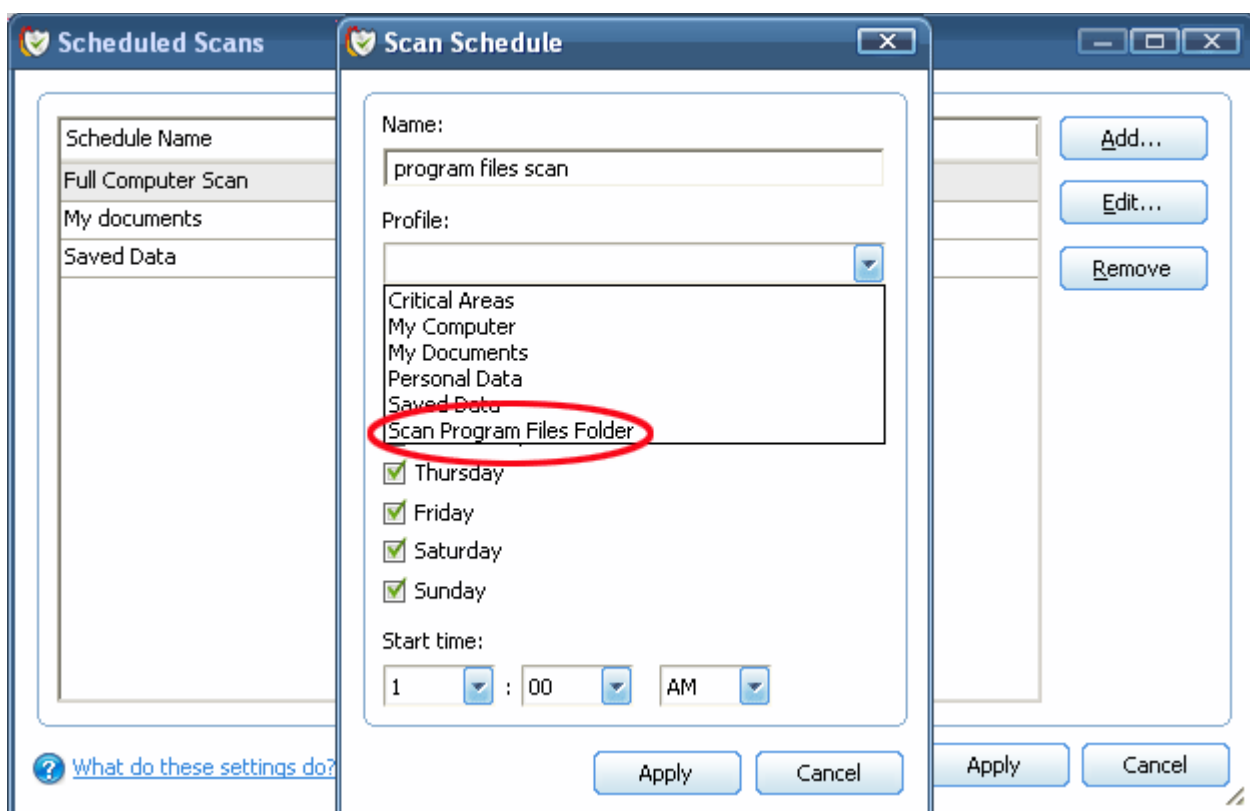 Scheduled Scans
Schedule Name
Full Computer Scan
My documents
Saved Data
What do these settings do?
Scan Schedule
Name:
program files scan
Profile:
Critical Areas
My Computer
My Documents
Personal Data
Saved Data
Scan Program Files Folder
Thursday
Friday
Saturday
Sunday
Start time:
1 : 00 AM
Apply Cancel
Add...
Edit...
Remove
Apply Cancel